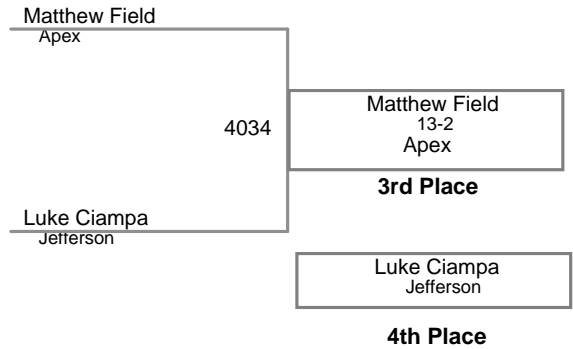 Matthew Field
Apex
4034
Matthew Field
13-2
Apex
3rd Place
Luke Ciampa
Jefferson
Luke Ciampa
Jefferson
4th Place